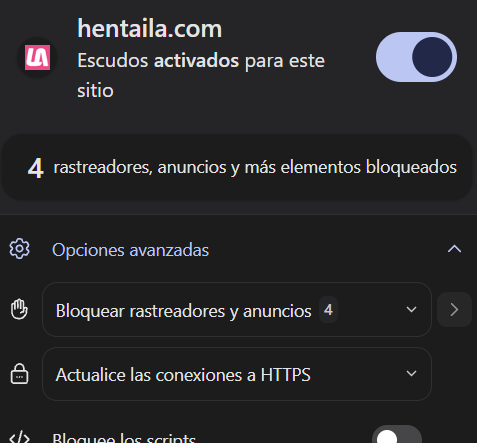 hentaila.com
LA
Escudos activados para este
sitio
4 rastreadores, anuncios y más elementos bloqueados
Opciones avanzadas
Bloquear rastreadores y anuncios 4
Actualice las conexiones a HTTPS
</> Bloquee los scripts